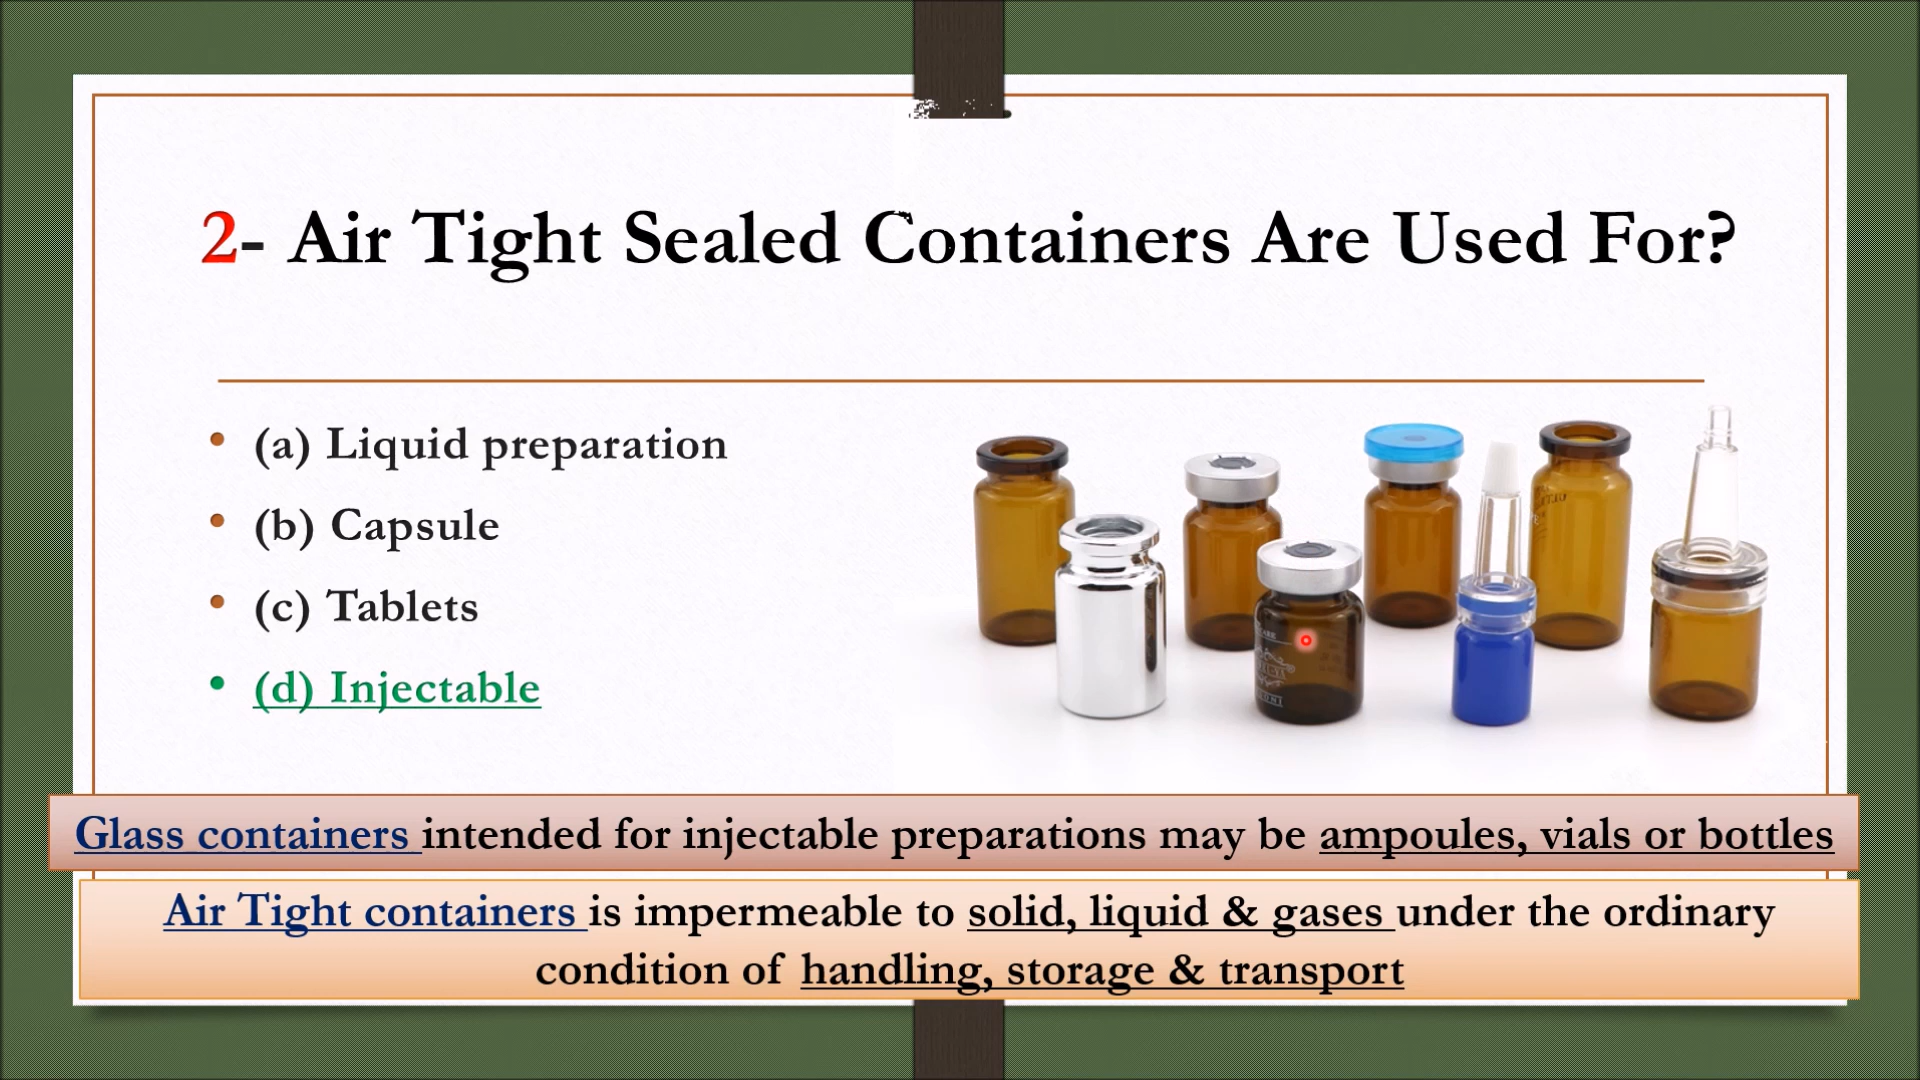 2- Air Tight Sealed Containers Are Used For?
• (a) Liquid preparation
• (b) Capsule
• (c) Tablets
• (d) Injectable
Glass containers intended for injectable preparations may be ampoules, vials or bottles
Air Tight containers is impermeable to solid, liquid & gases under the ordinary
condition of handling, storage & transport